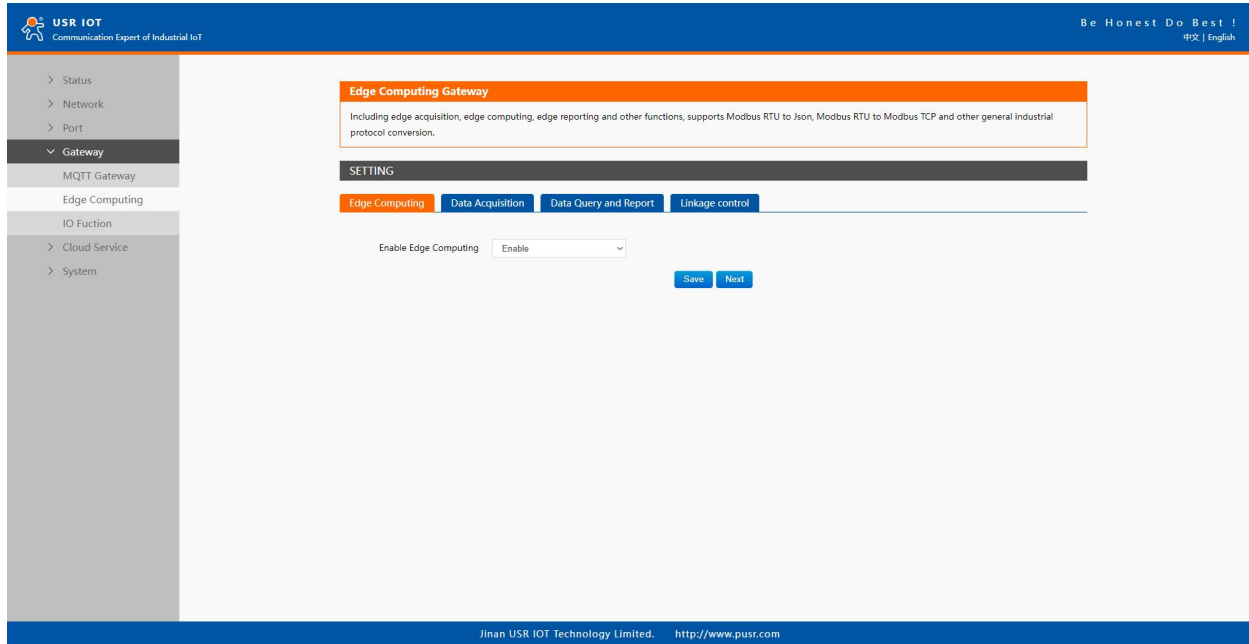 USR IOT
Communication Expert of Industrial IoT
Be Honest Do Best !
中文 | English
Status
Network
Port
Gateway
MQTT Gateway
Edge Computing
IO Fuction
Cloud Service
System
Edge Computing Gateway
Including edge acquisition, edge computing, edge reporting and other functions, supports Modbus RTU to Json, Modbus RTU to Modbus TCP and other general industrial
protocol conversion.
SETTING
Edge Computing Data Acquisition Data Query and Report Linkage control
Enable Edge Computing Enable
Save Next
Jinan USR IOT Technology Limited. http://www.pusr.com